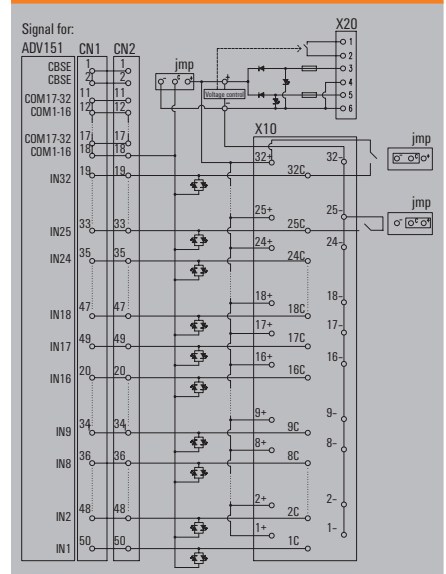 Signal for:
ADV151 CN1 CN2
X20
jmp
CBSE 1 1
CBSE 2 2
COM17-32 11 11
COM1-16 12 12
COM17-32 17 17
COM1-16 18 18
o- C o+
+
Voltage control
-
1
2
3
4
5
6
X10
jmp
o- o C o+
32+ 32-
IN32 19 19 32C
jmp
o- o C o+
25+ 25-
IN25 33 33 25C
24+ 24-
IN24 35 35 24C
18+ 18-
IN18 47 47 18C
17+ 17-
IN17 49 49 17C
16+ 16-
IN16 20 20 16C
9+ 9-
IN9 34 34 9C
8+ 8-
IN8 36 36 8C
2+ 2-
IN2 48 48 2C
1+ 1-
IN1 50 50 1C